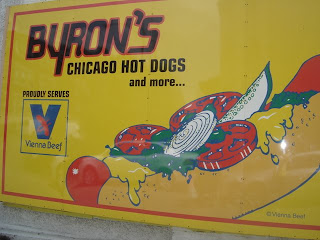 BYRON'S
CHICAGO HOT DOGS
and more...
PROUDLY SERVES
V
Vienna Beef
© Vienna Beef